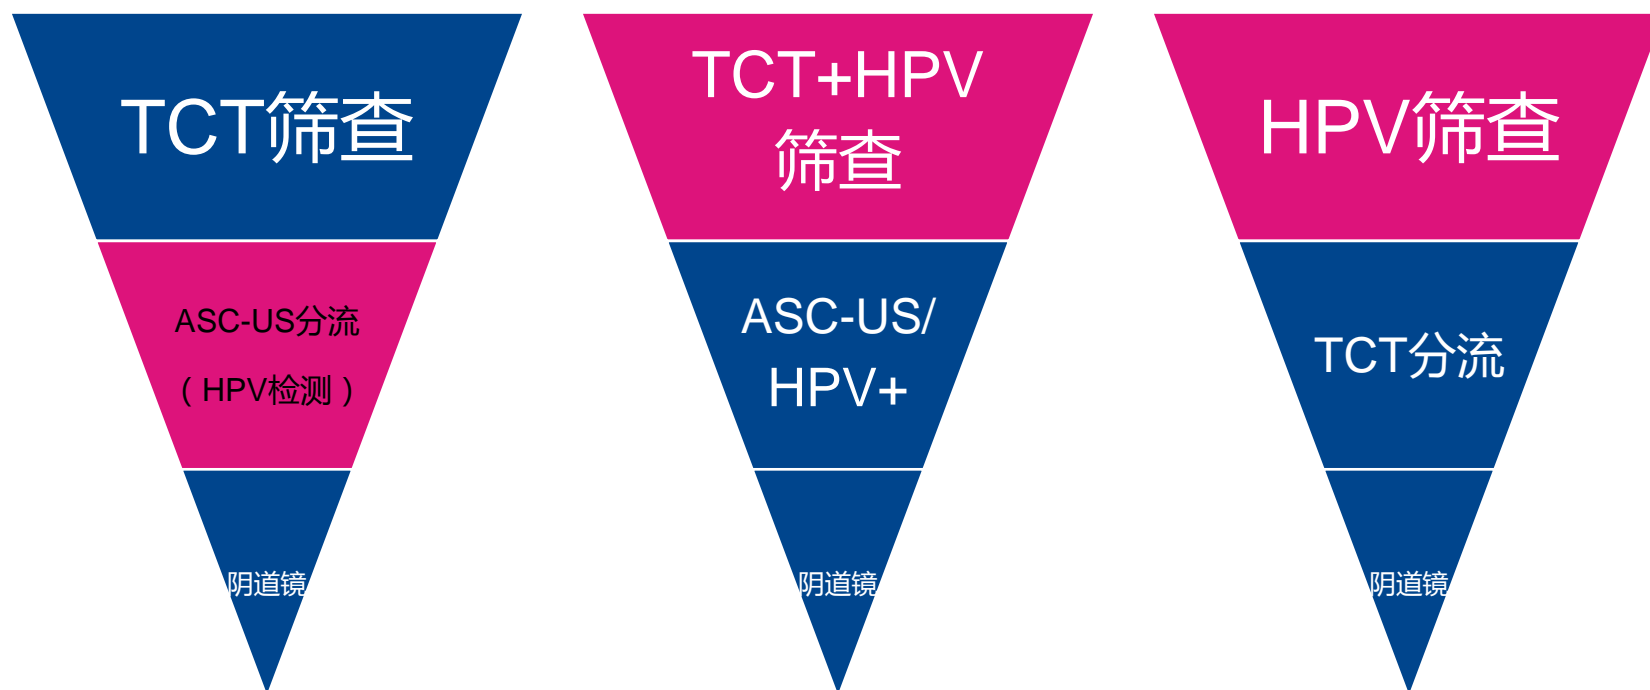 TCT筛查
ASC-US分流
（HPV检测）
阴道镜
TCT+HPV
筛查
ASC-US/
HPV+
阴道镜
HPV筛查
TCT分流
阴道镜